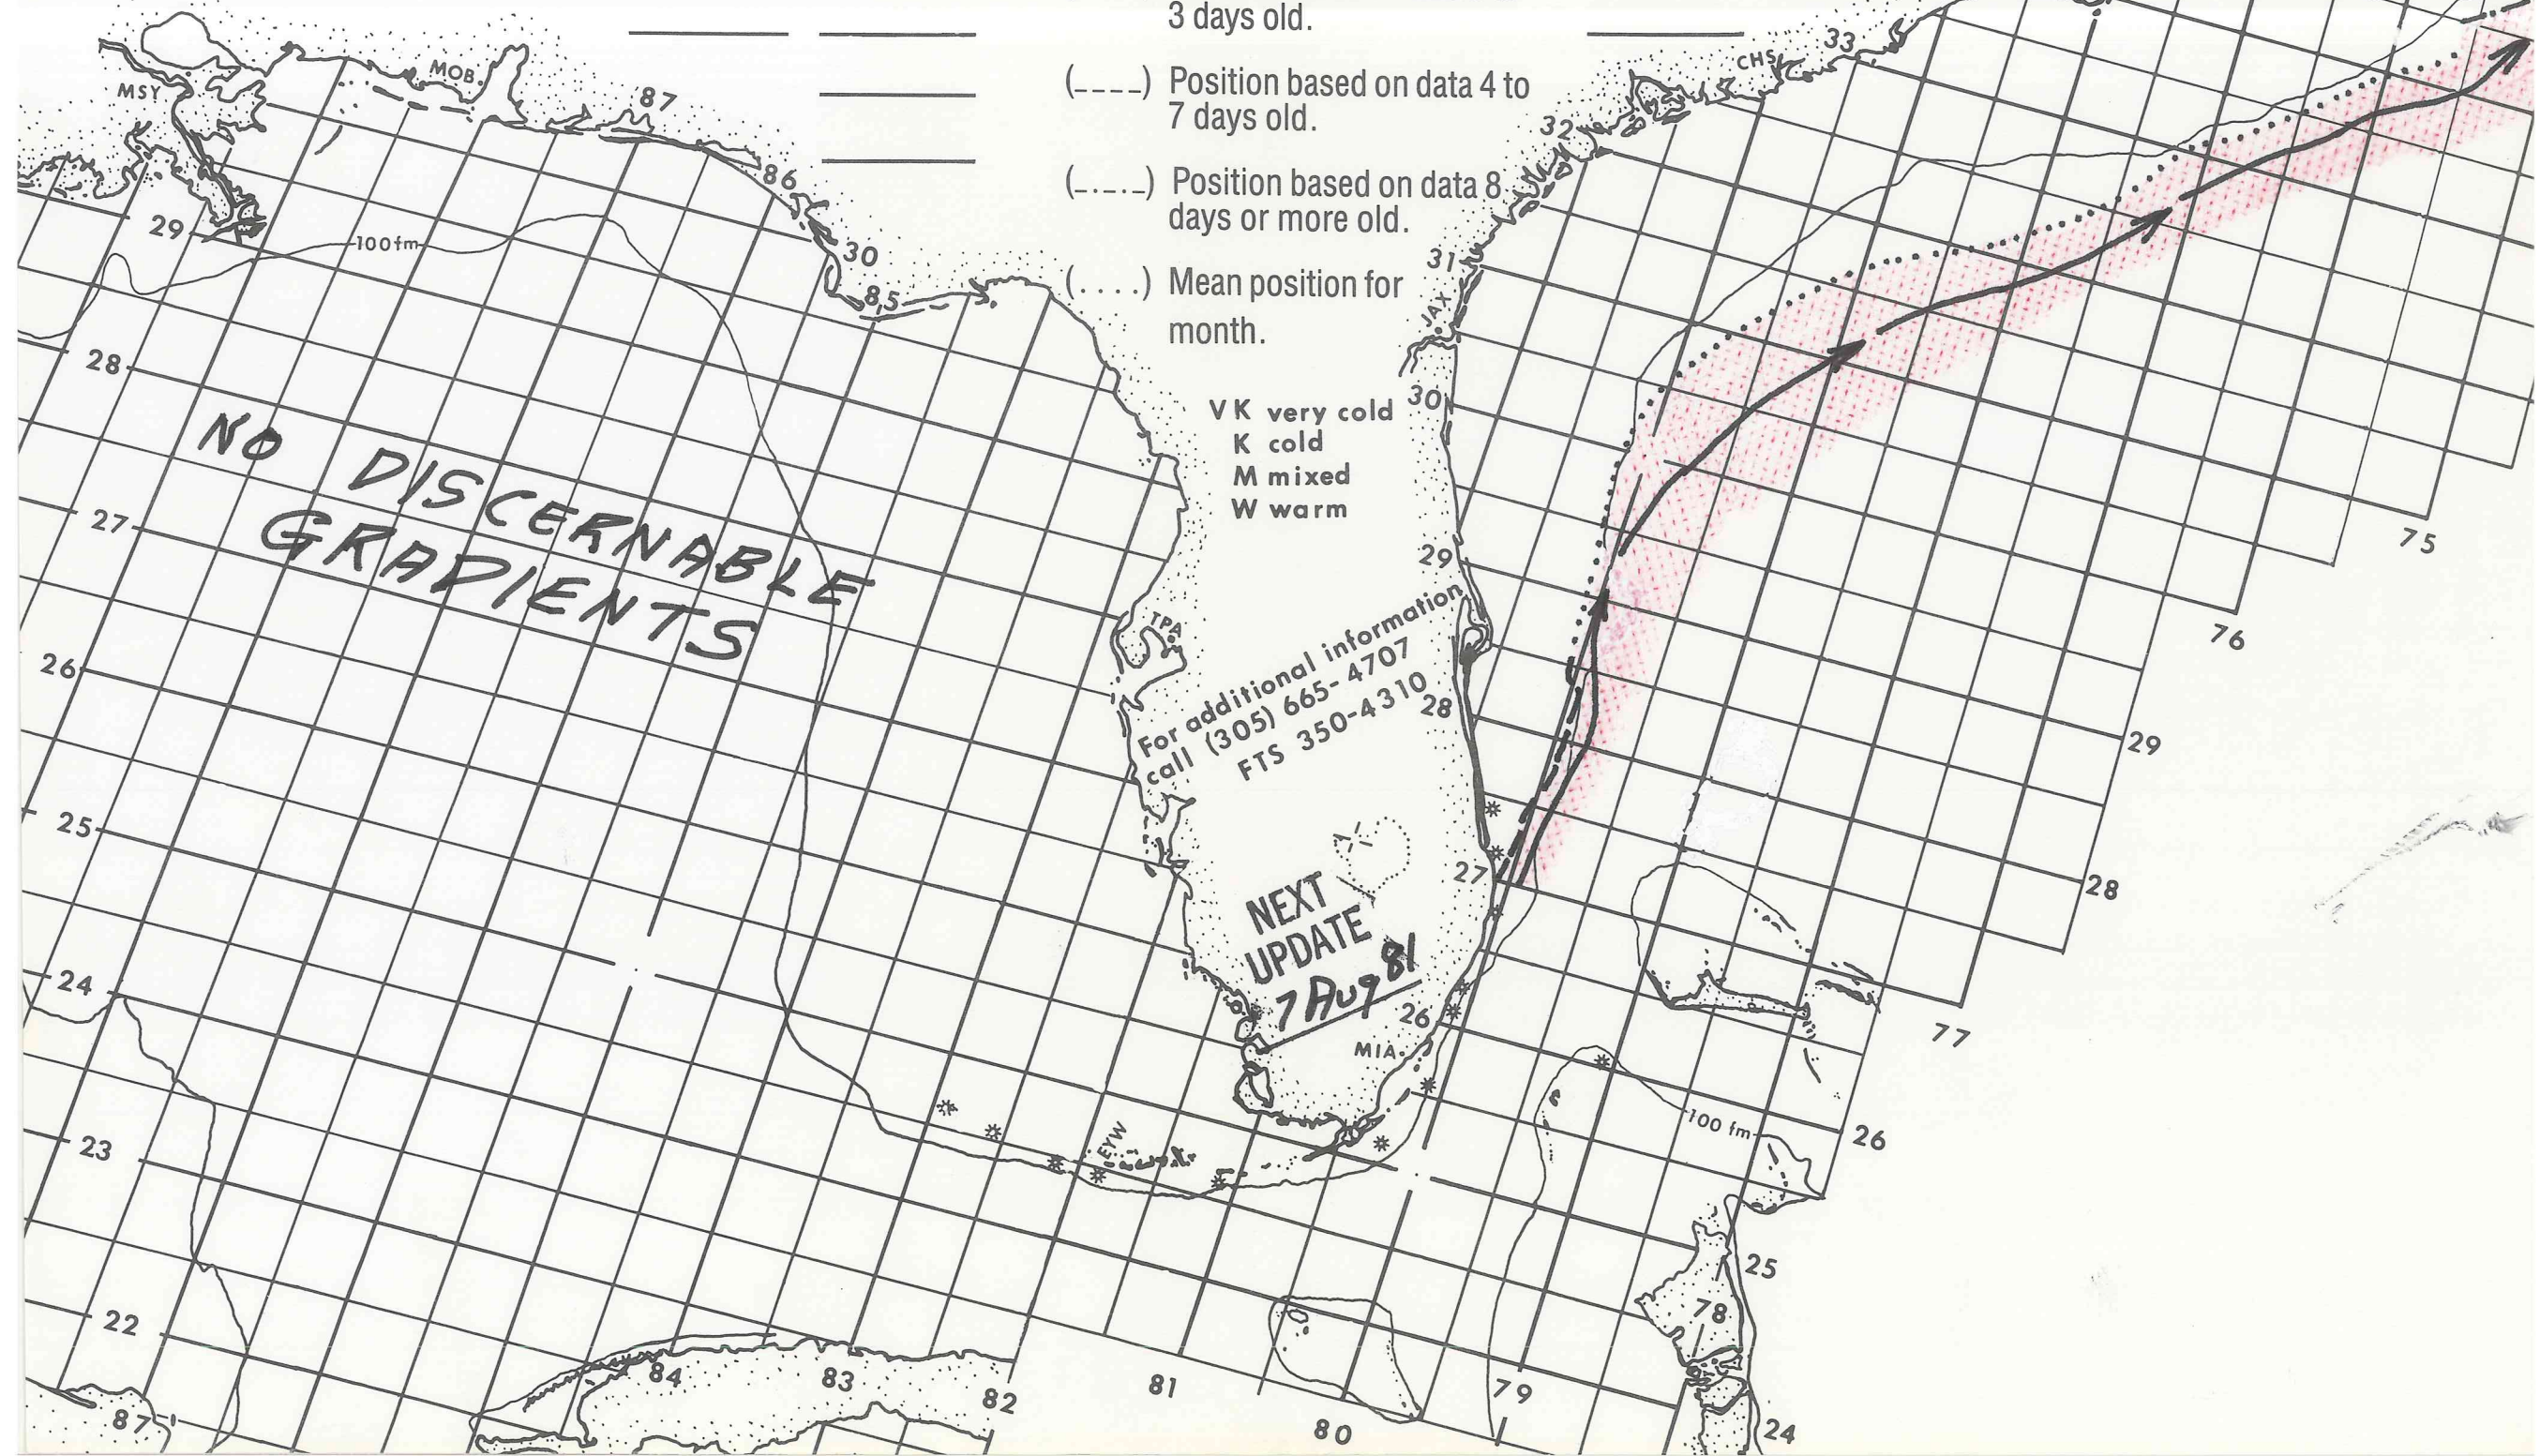 3 days old.
(----) Position based on data 4 to
7 days old.
(-.-.-) Position based on data 8
days or more old.
(....) Mean position for
month.
VK very cold
K cold
M mixed
W warm
For additional information
call (305) 665-4707
FTS 350-4310
NEXT
UPDATE
7 Aug 81
NO DISCERNABLE
GRADIENTS
MSY
MOB
87
86
30
85
29
100fm
28
27
26
25
24
23
22
87
84
83
82
81
80
79
78
24
25
26
77
28
29
76
75
33
CHS
32
31
JAX
30
29
28
27
26
MIA
TPA
EYW
100 fm